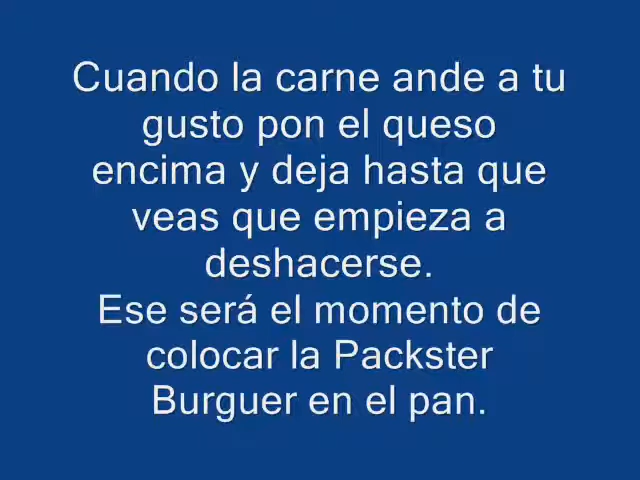 Cuando la carne ande a tu
gusto pon el queso
encima y deja hasta que
veas que empieza a
deshacerse.
Ese será el momento de
colocar la Packster
Burguer en el pan.